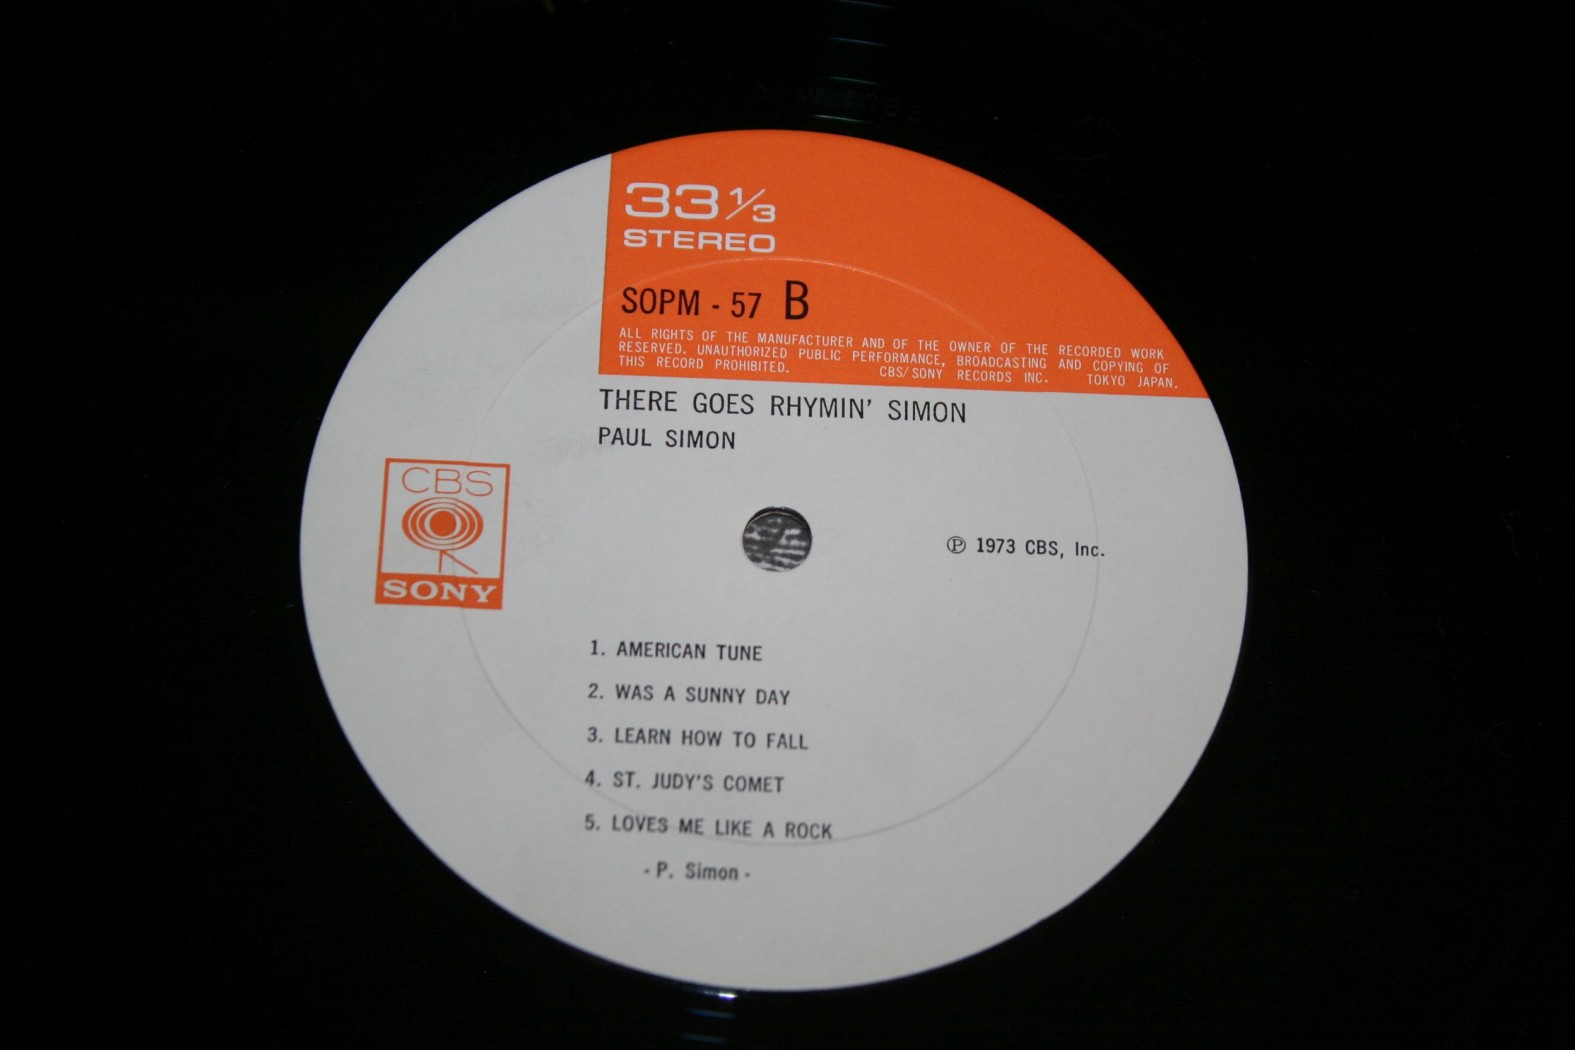 33 1/3
STEREO
SOPM - 57 B
ALL RIGHTS OF THE MANUFACTURER AND OF THE OWNER OF THE RECORDED WORK
RESERVED. UNAUTHORIZED PUBLIC PERFORMANCE, BROADCASTING AND COPYING OF
THIS RECORD PROHIBITED. CBS/SONY RECORDS INC. TOKYO JAPAN.
THERE GOES RHYMIN' SIMON
PAUL SIMON
CBS
SONY
℗ 1973 CBS, Inc.
1. AMERICAN TUNE
2. WAS A SUNNY DAY
3. LEARN HOW TO FALL
4. ST. JUDY'S COMET
5. LOVES ME LIKE A ROCK
- P. Simon -